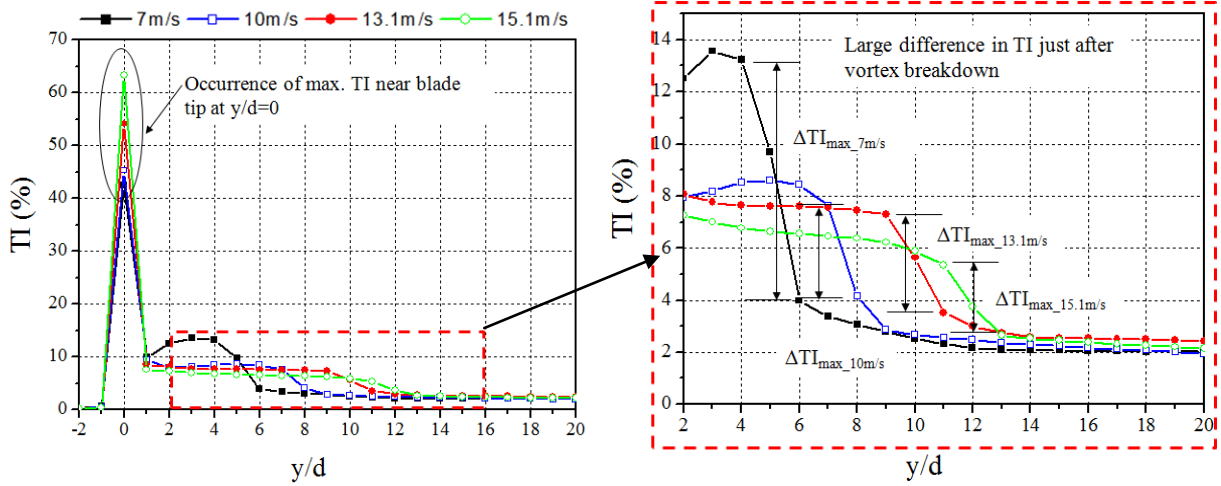 7m/s 10m/s 13.1m/s 15.1m/s
70
60
50
40
30
20
10
0
TI (%)
Occurrence of max. TI near blade
tip at y/d=0
-2 0 2 4 6 8 10 12 14 16 18 20
y/d
14
12
10
8
6
4
2
0
TI (%)
Large difference in TI just after
vortex breakdown
ΔTImax_7m/s
ΔTImax_13.1m/s
ΔTImax_15.1m/s
ΔTImax_10m/s
2 4 6 8 10 12 14 16 18 20
y/d